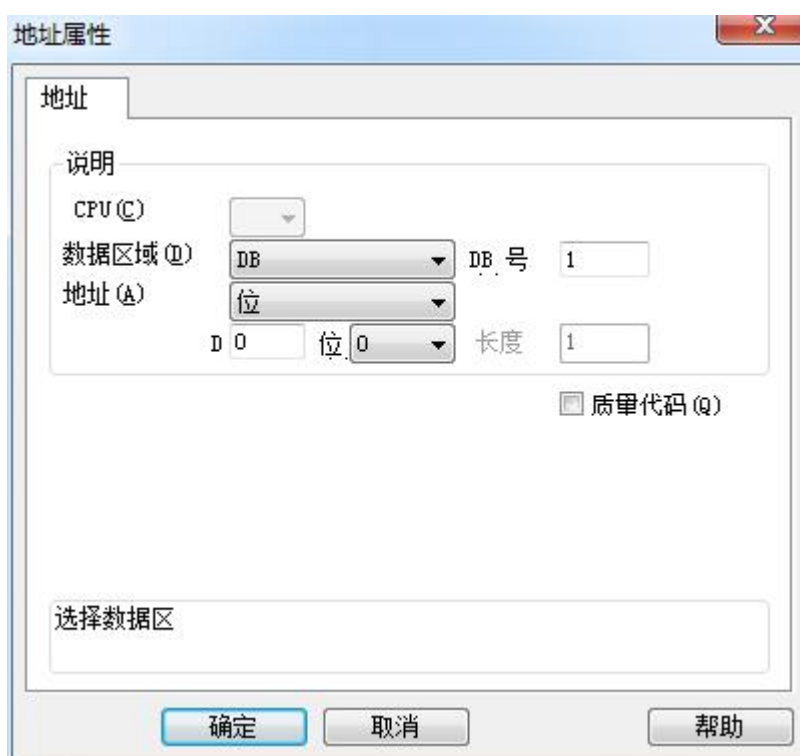 地址属性
地址
说明
CPU(C)
数据区域(D) DB DB 号 1
地址(A) 位
D 0 位 0 长度 1
质量代码(Q)
选择数据区
确定 取消 帮助